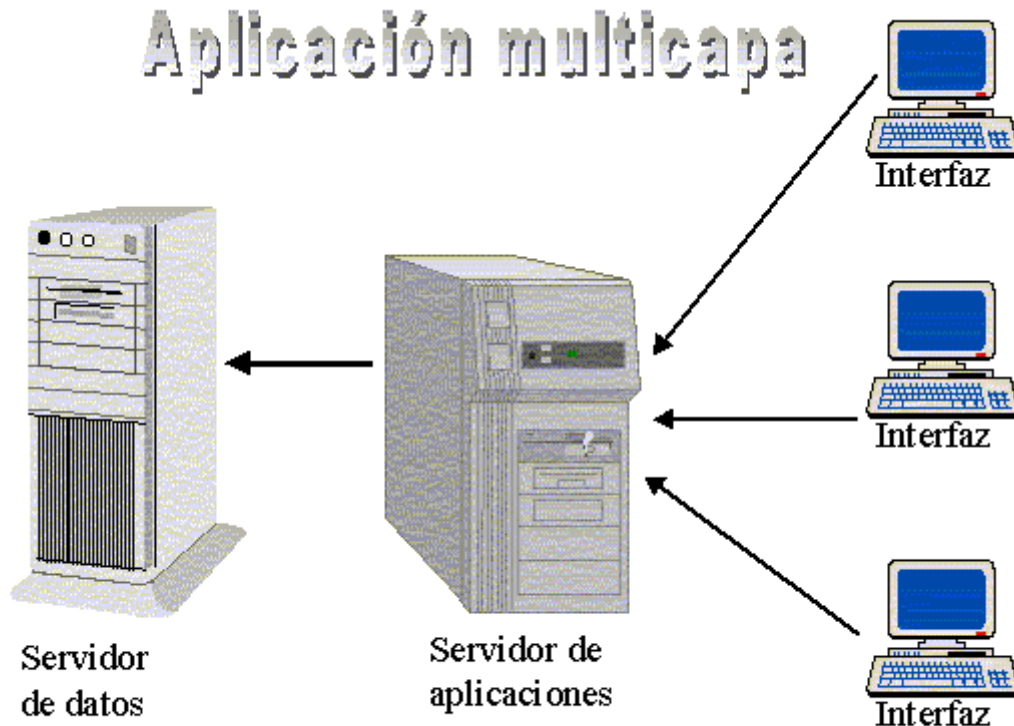 Aplicación multicapa
Interfaz
Interfaz
Servidor
de datos
Servidor de
aplicaciones
Interfaz